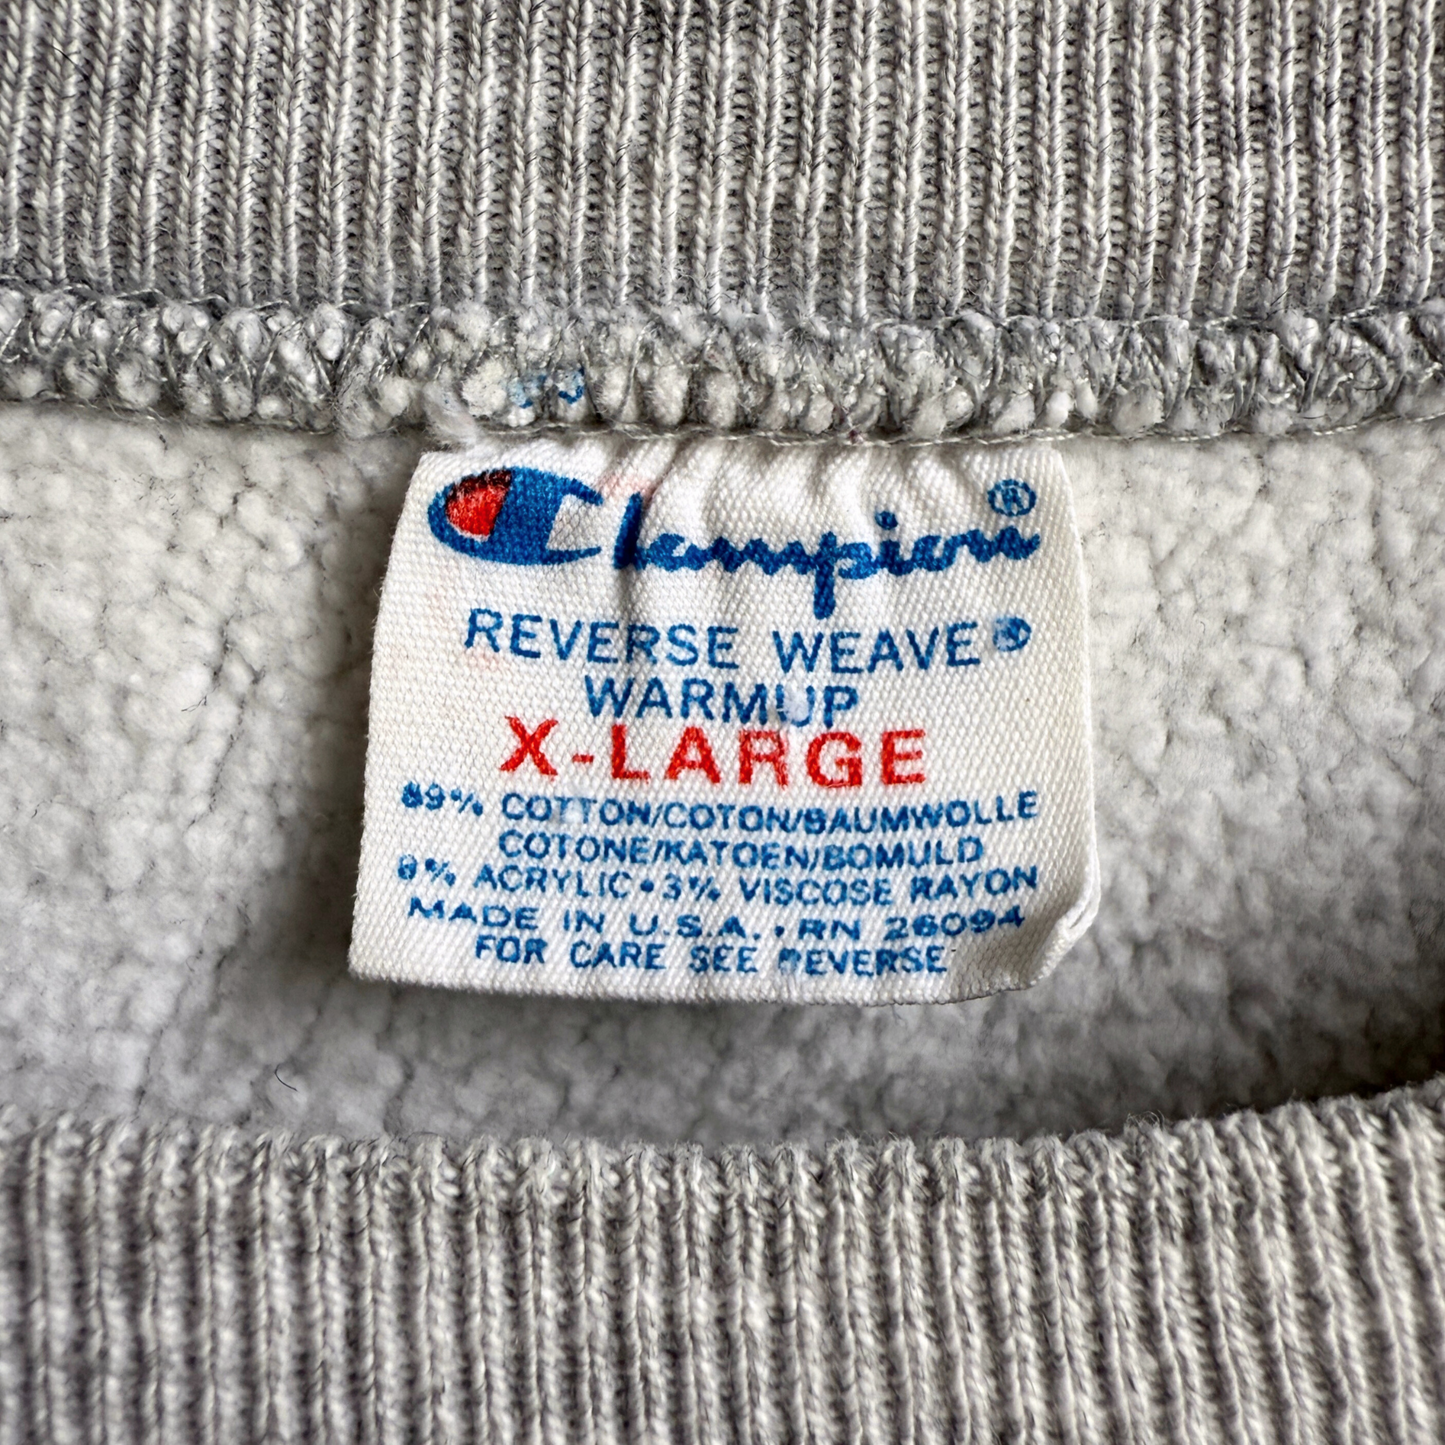 Champion®
REVERSE WEAVE®
WARMUP
X-LARGE
89% COTTON/COTON/BAUMWOLLE
COTONE/KATOEN/BOMULD
8% ACRYLIC • 3% VISCOSE RAYON
MADE IN U.S.A. • RN 26094
FOR CARE SEE REVERSE